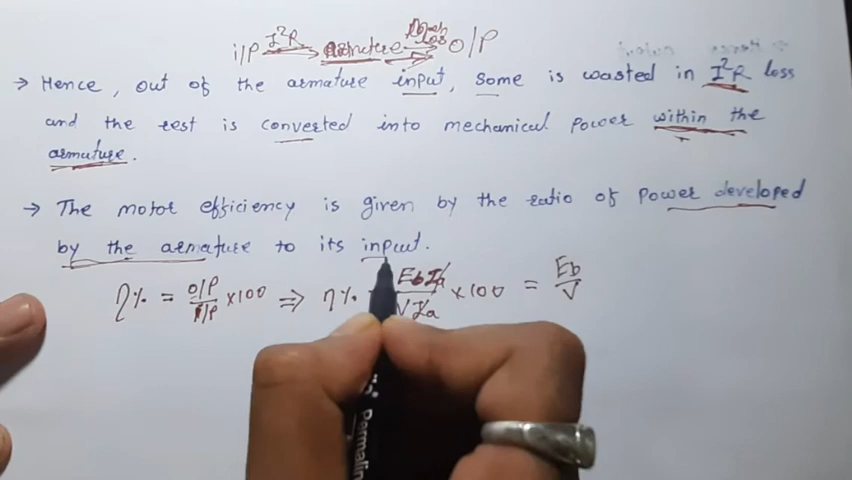 i/P I²R armature Power loss O/P
→ Hence, out of the armature input, some is wasted in I²R loss
and the rest is converted into mechanical power within the
armature.
→ The motor efficiency is given by the ratio of power developed
by the armature to its input.
η% = O/P / I/P ×100 ⇒ η% EbIa / VIa ×100 = Eb / V